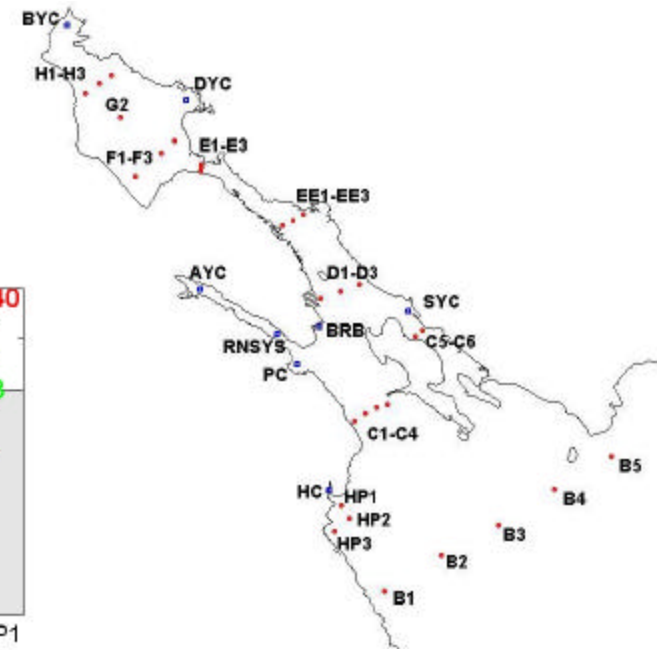 BYC
H1-H3
DYC
G2
E1-E3
F1-F3
EE1-EE3
AYC
D1-D3
SYC
BRB
C5-C6
RNSYS
PC
C1-C4
B5
HC
HP1
B4
HP2
B3
HP3
B2
B1